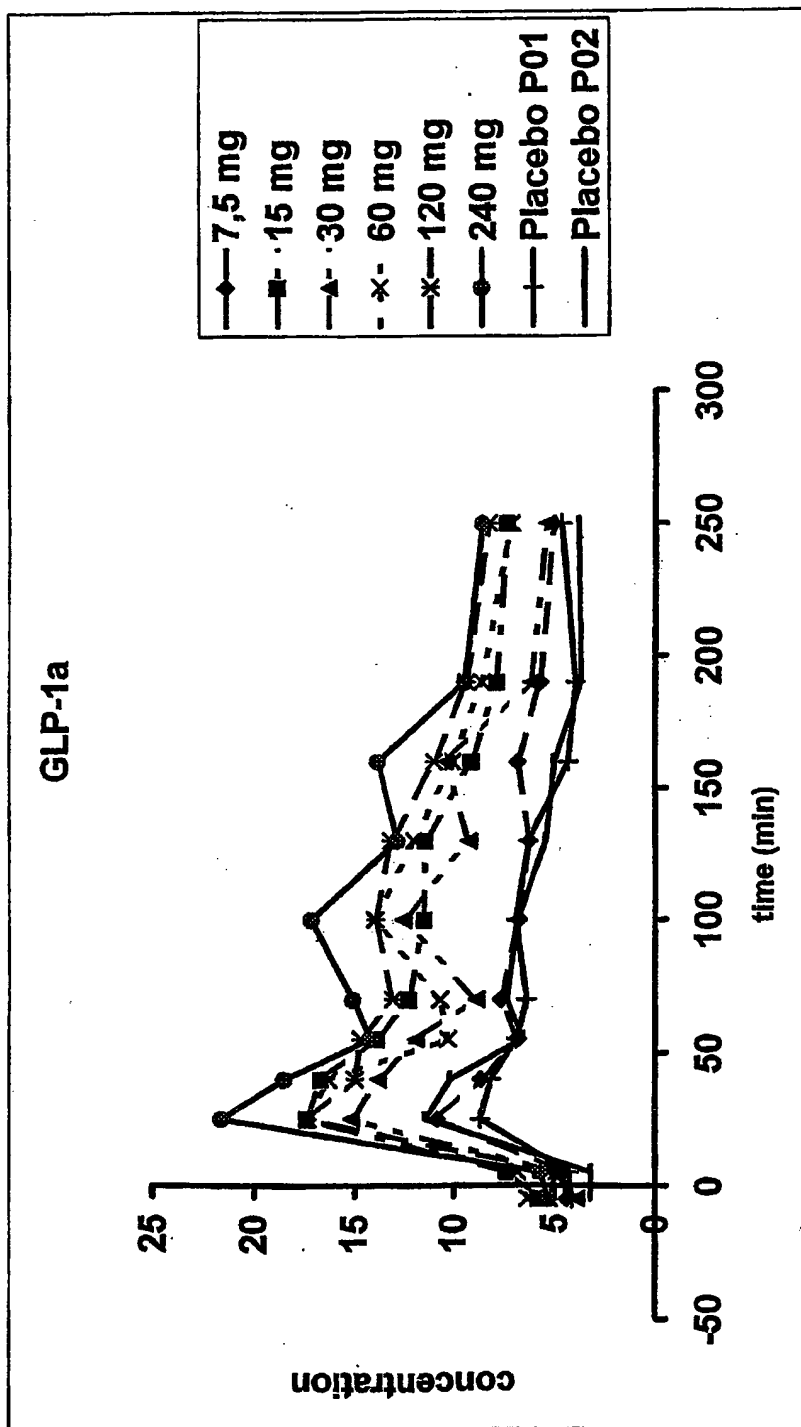 GLP-1a
concentration
25
20
15
10
5
0
-50
0
50
100
150
200
250
300
time (min)
7,5 mg
15 mg
30 mg
60 mg
120 mg
240 mg
Placebo P01
Placebo P02